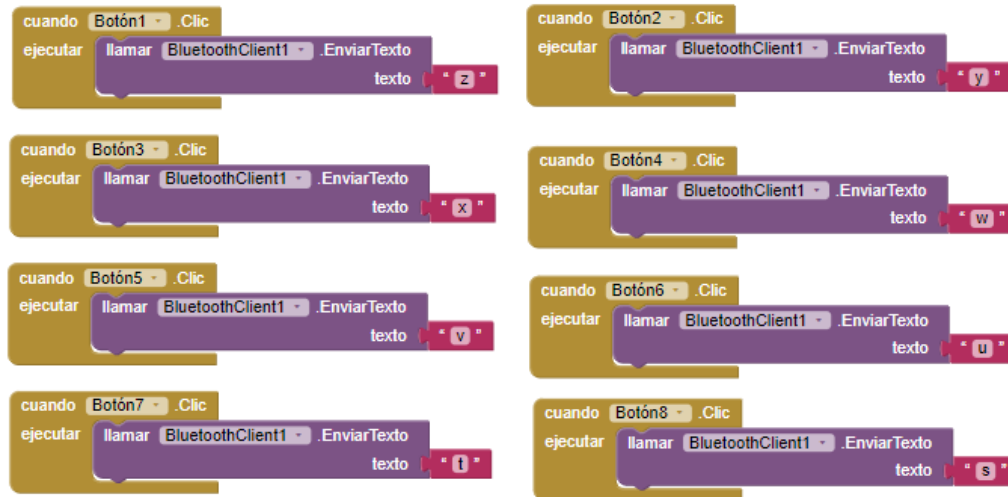 cuando Botón1 .Clic
ejecutar llamar BluetoothClient1 .EnviarTexto
texto " z "
cuando Botón2 .Clic
ejecutar llamar BluetoothClient1 .EnviarTexto
texto " y "
cuando Botón3 .Clic
ejecutar llamar BluetoothClient1 .EnviarTexto
texto " x "
cuando Botón4 .Clic
ejecutar llamar BluetoothClient1 .EnviarTexto
texto " w "
cuando Botón5 .Clic
ejecutar llamar BluetoothClient1 .EnviarTexto
texto " v "
cuando Botón6 .Clic
ejecutar llamar BluetoothClient1 .EnviarTexto
texto " u "
cuando Botón7 .Clic
ejecutar llamar BluetoothClient1 .EnviarTexto
texto " t "
cuando Botón8 .Clic
ejecutar llamar BluetoothClient1 .EnviarTexto
texto " s "